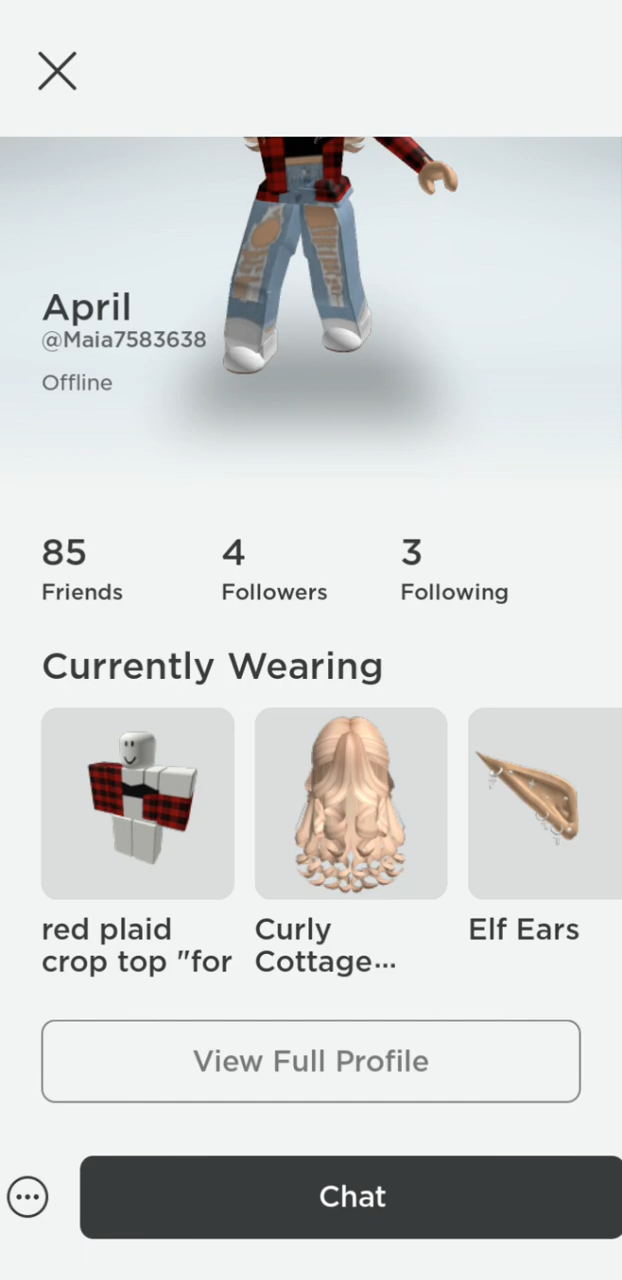 April
@Maia7583638
Offline
85 4 3
Friends Followers Following
Currently Wearing
red plaid
crop top "for
Curly
Cottage...
Elf Ears
View Full Profile
Chat